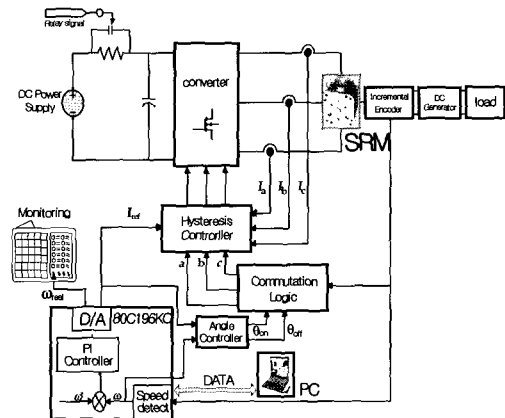 Relay signal
DC Power
Supply
converter
SRM
Incremental
Encoder
DC
Generator
load
Ia
Ib
Ic
Iref
Monitoring
Hysteresis
Controller
a
b
c
Commutation
Logic
ωreal
D/A
80C196KC
Angle
Controller
θon
θoff
PI
Controller
DATA
PC
ω*
ω
Speed
detect